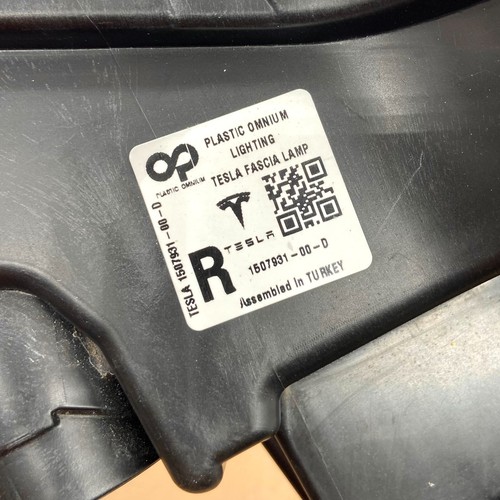 PLASTIC OMNIUM
LIGHTING
TESLA FASCIA LAMP
PLASTIC OMNIUM
TESLA
R
1507931-00-D
Assembled in TURKEY
TESLA 1507931-00-D